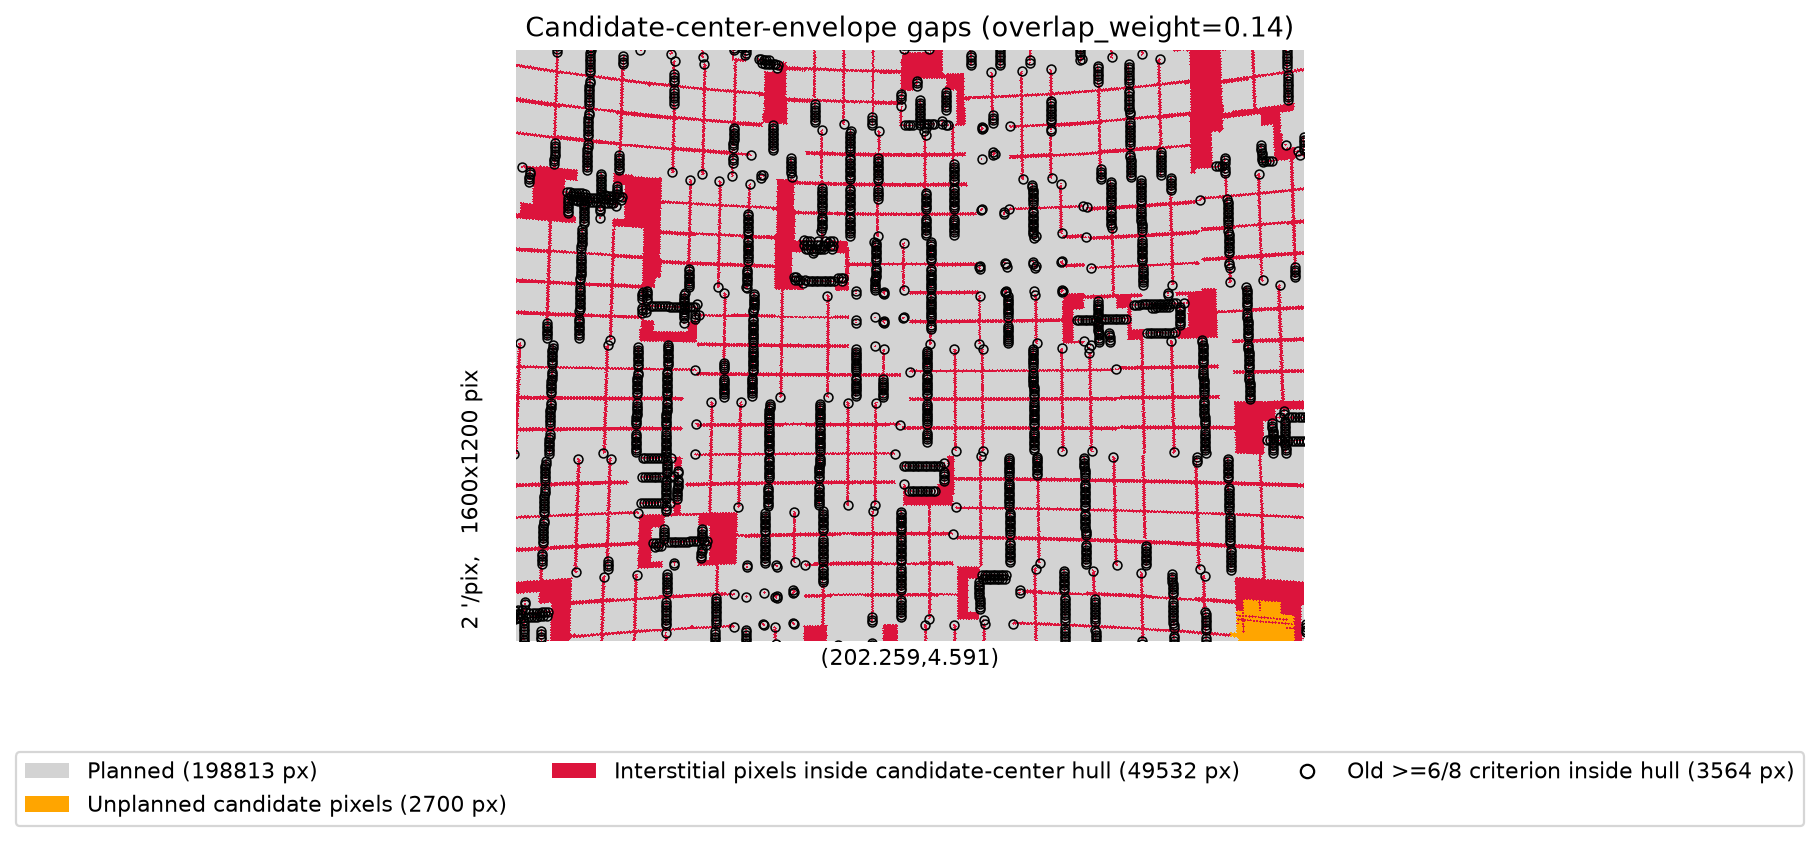 Candidate-center-envelope gaps (overlap_weight=0.14)
2 '/pix,   1600x1200 pix
(202.259,4.591)
Planned (198813 px)
Unplanned candidate pixels (2700 px)
Interstitial pixels inside candidate-center hull (49532 px)
Old >=6/8 criterion inside hull (3564 px)